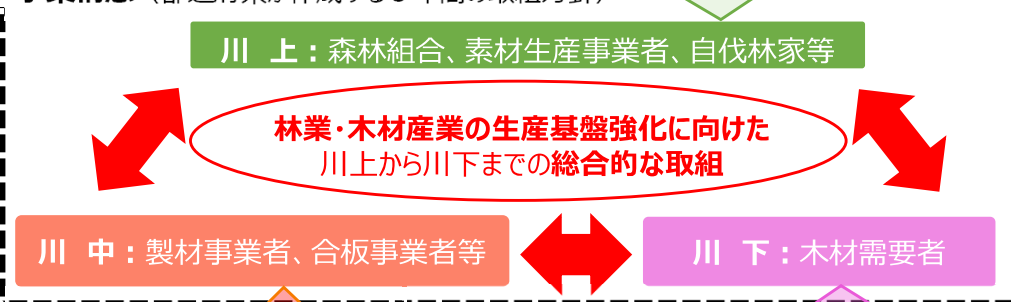 川 上：森林組合、素材生産事業者、自伐林家等
林業・木材産業の生産基盤強化に向けた
川上から川下までの総合的な取組
川 中：製材事業者、合板事業者等
川 下：木材需要者